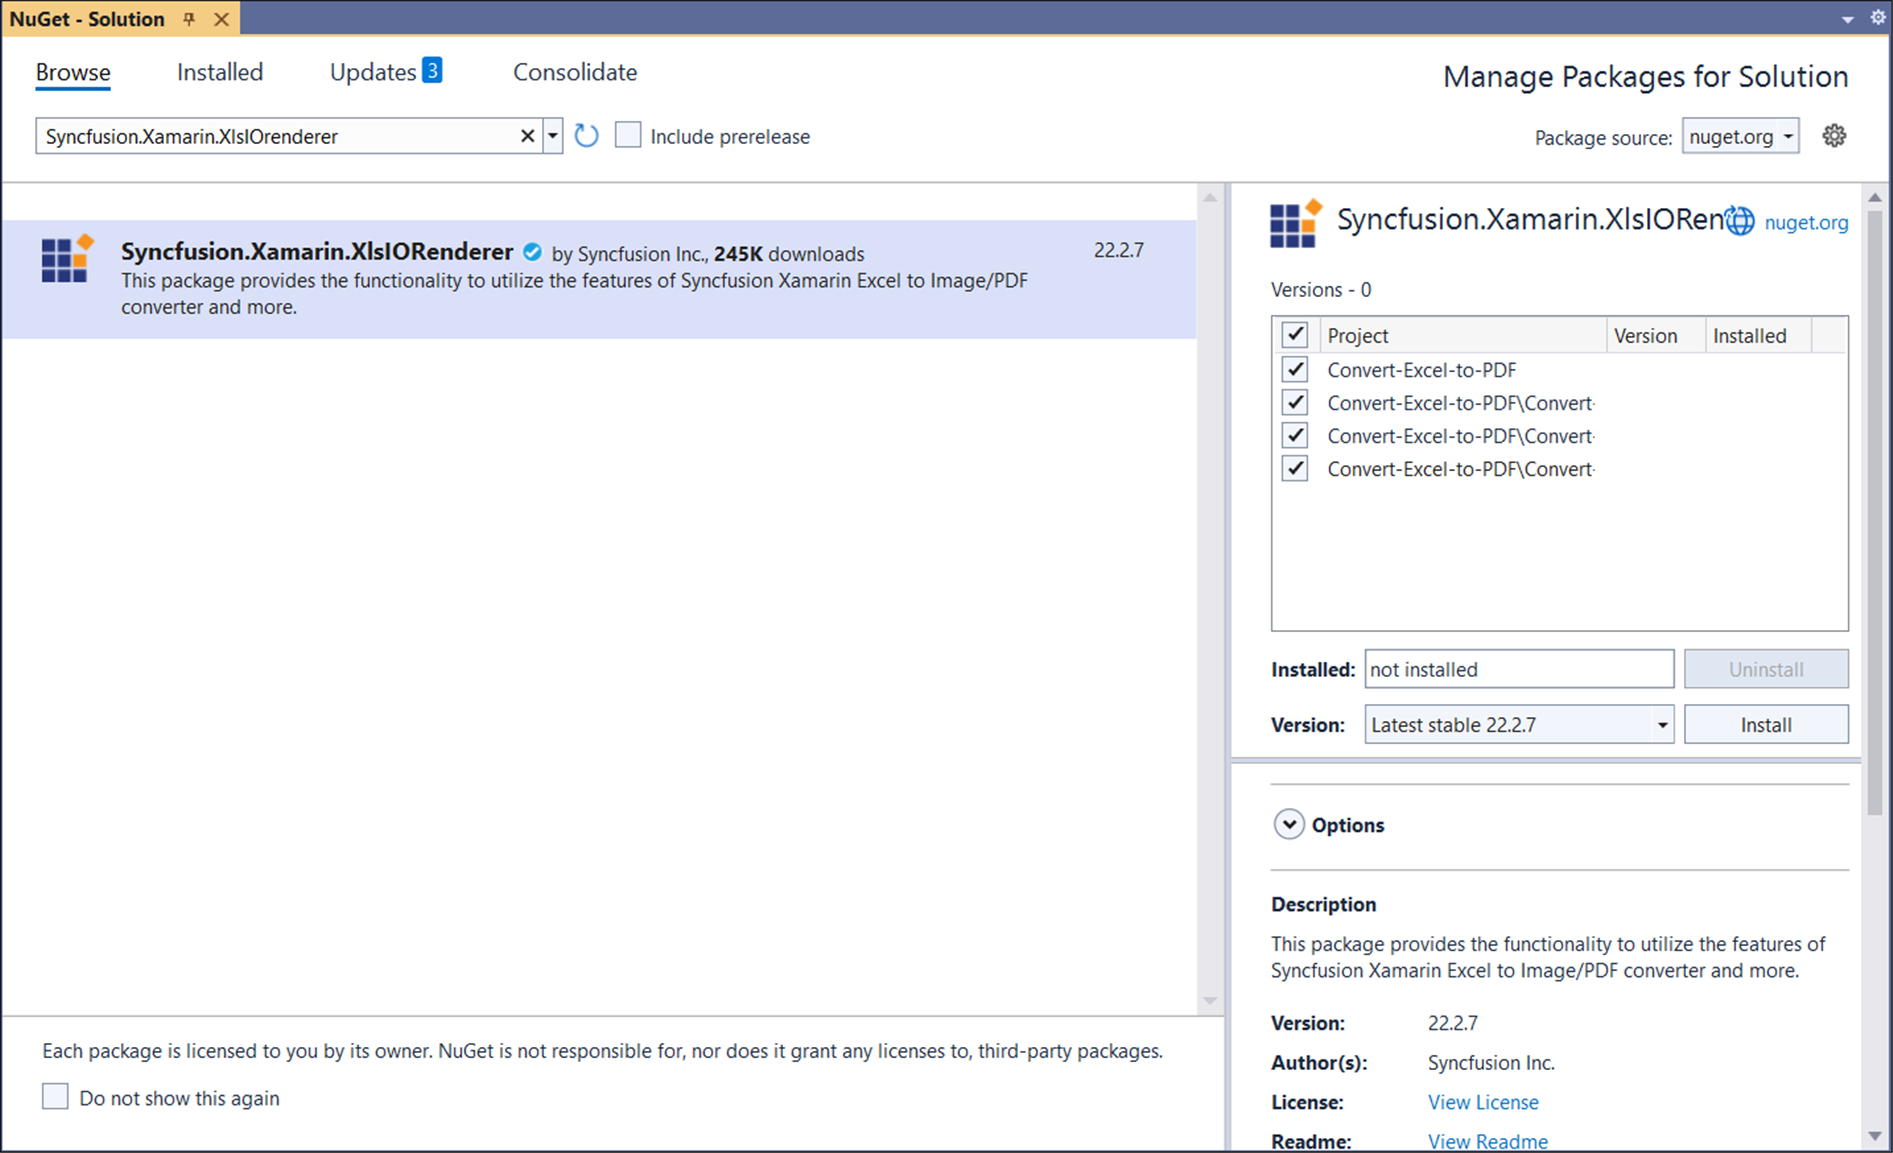 NuGet - Solution
Browse Installed Updates 3 Consolidate
Manage Packages for Solution
Syncfusion.Xamarin.XlsIOrenderer
Include prerelease
Package source: nuget.org
Syncfusion.Xamarin.XlsIORenderer by Syncfusion Inc., 245K downloads 22.2.7
This package provides the functionality to utilize the features of Syncfusion Xamarin Excel to Image/PDF
converter and more.
Each package is licensed to you by its owner. NuGet is not responsible for, nor does it grant any licenses to, third-party packages.
Do not show this again
Syncfusion.Xamarin.XlsIORen nuget.org
Versions - 0
Project Version Installed
Convert-Excel-to-PDF
Convert-Excel-to-PDF\Convert-
Convert-Excel-to-PDF\Convert-
Convert-Excel-to-PDF\Convert-
Installed: not installed Uninstall
Version: Latest stable 22.2.7 Install
Options
Description
This package provides the functionality to utilize the features of
Syncfusion Xamarin Excel to Image/PDF converter and more.
Version: 22.2.7
Author(s): Syncfusion Inc.
License: View License
Readme: View Readme